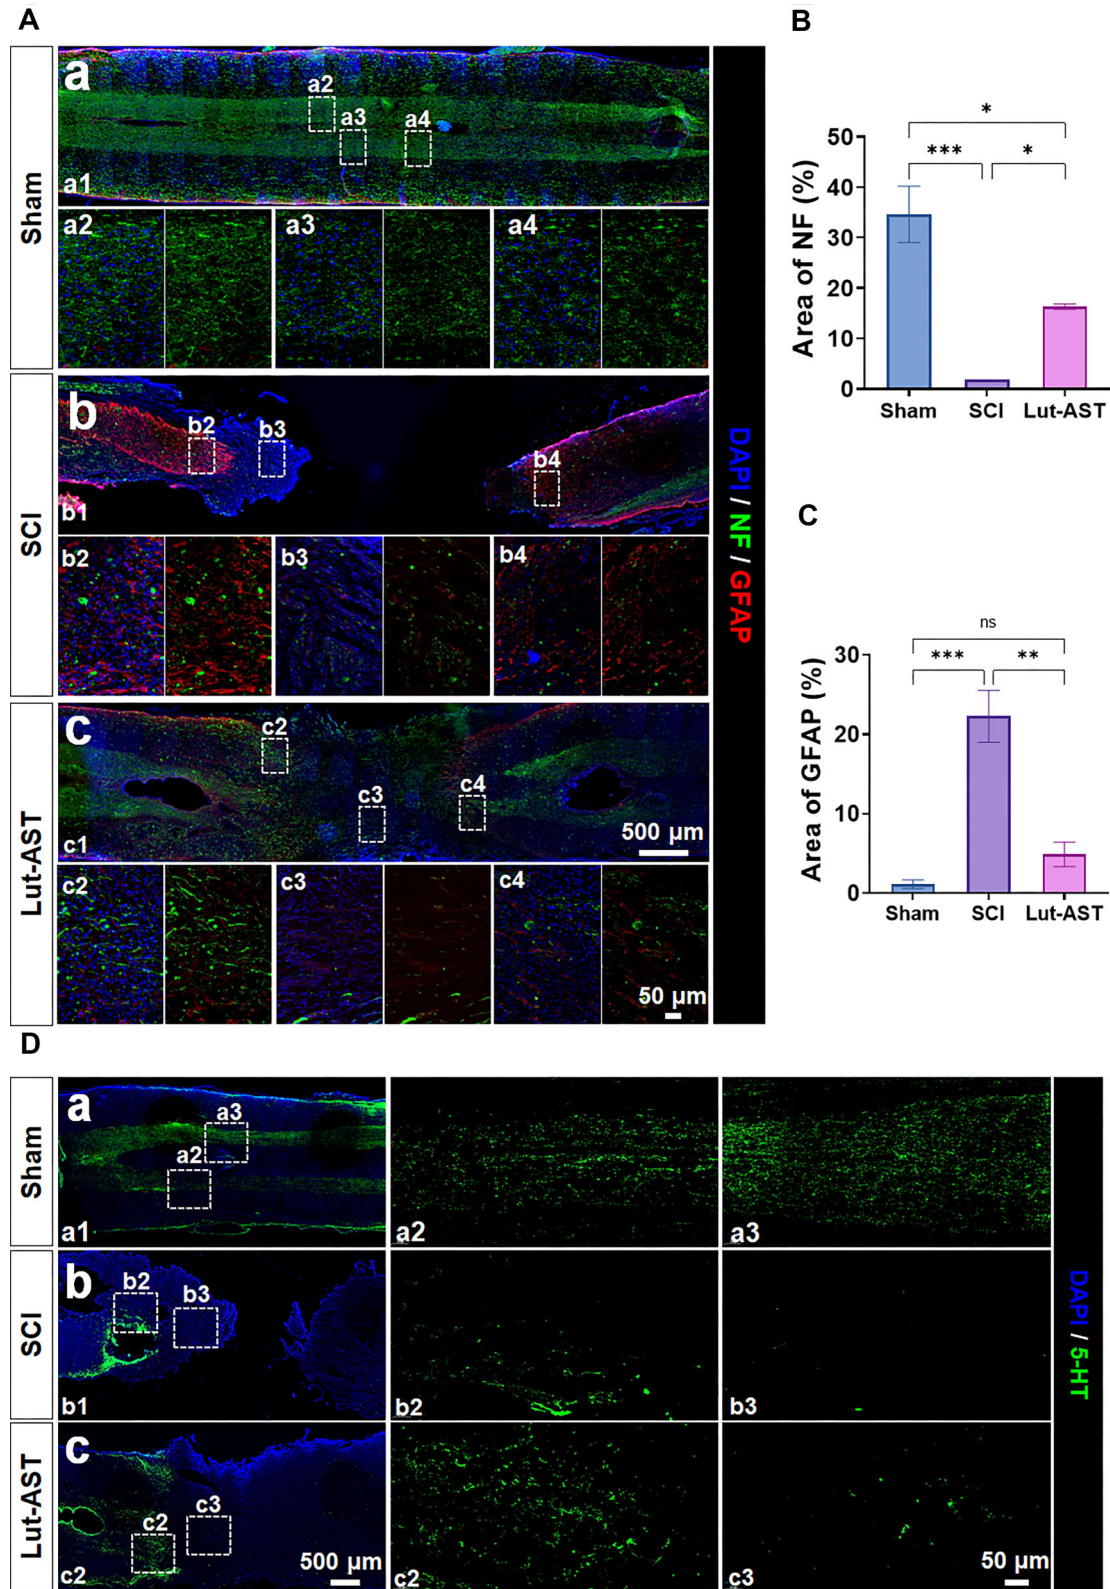 A
Sham
a
a2
a3
a4
a1
a2
a3
a4
SCI
b
b2
b3
b4
b1
b2
b3
b4
Lut-AST
c
c2
c3
c4
500 μm
c1
c2
c3
c4
50 μm
DAPI / NF / GFAP
B
Area of NF (%)
50
40
30
20
10
0
*
***
*
Sham
SCI
Lut-AST
C
Area of GFAP (%)
30
20
10
0
ns
***
**
Sham
SCI
Lut-AST
D
Sham
a
a3
a2
a1
a2
a3
SCI
b
b2
b3
b1
b2
b3
Lut-AST
c
c3
c2
500 μm
c2
c2
50 μm
c3
DAPI / 5-HT